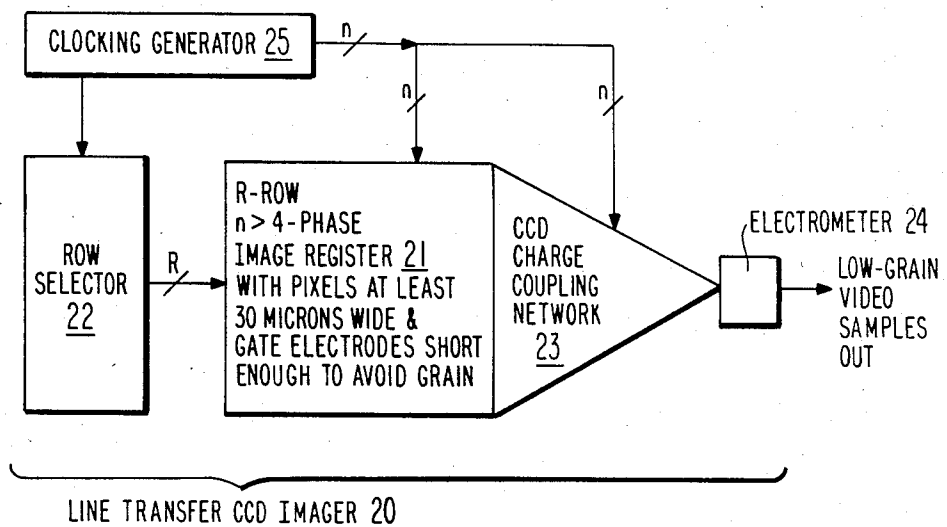 CLOCKING GENERATOR 25
n
n
n
ROW
SELECTOR
22
R
R-ROW
n > 4-PHASE
IMAGE REGISTER 21
WITH PIXELS AT LEAST
30 MICRONS WIDE &
GATE ELECTRODES SHORT
ENOUGH TO AVOID GRAIN
CCD
CHARGE
COUPLING
NETWORK
23
ELECTROMETER 24
LOW-GRAIN
VIDEO
SAMPLES
OUT
LINE TRANSFER CCD IMAGER 20